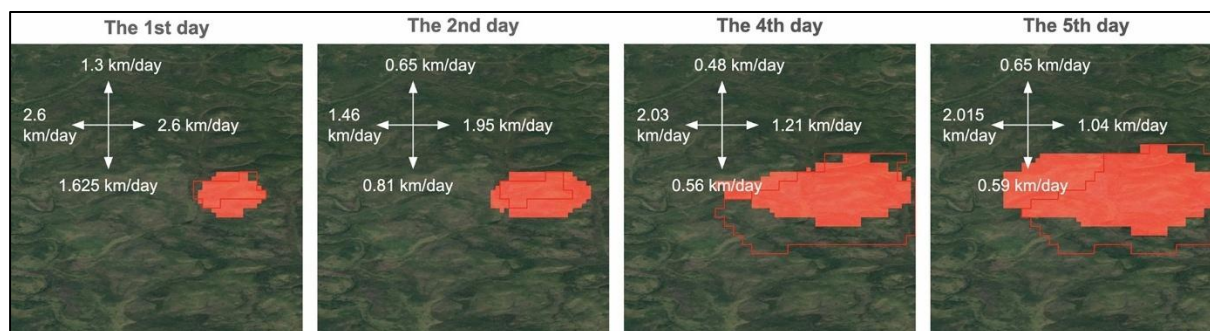 The 1st day
1.3 km/day
2.6
km/day
2.6 km/day
1.625 km/day
The 2nd day
0.65 km/day
1.46
km/day
1.95 km/day
0.81 km/day
The 4th day
0.48 km/day
2.03
km/day
1.21 km/day
0.56 km/day
The 5th day
0.65 km/day
2.015
km/day
1.04 km/day
0.59 km/day